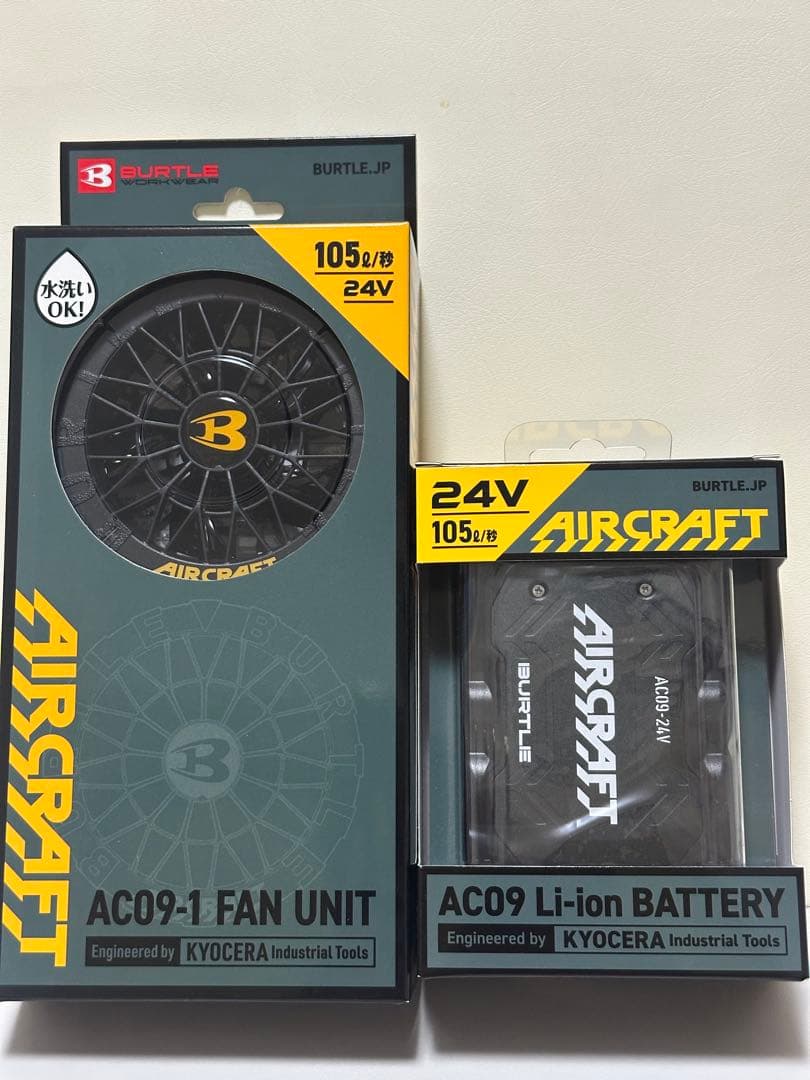 BURTLE
WORKWEAR
BURTLE.JP
水洗い
OK!
105ℓ/秒
24V
B
AIRCRAFT
AIRCRAFT
BURTLE
B
AC09-1 FAN UNIT
Engineered by KYOCERA Industrial Tools
24V
105ℓ/秒
BURTLE.JP
AIRCRAFT
AIRCRAFT
BURTLE
AC09-24V
AC09 Li-ion BATTERY
Engineered by KYOCERA Industrial Tools